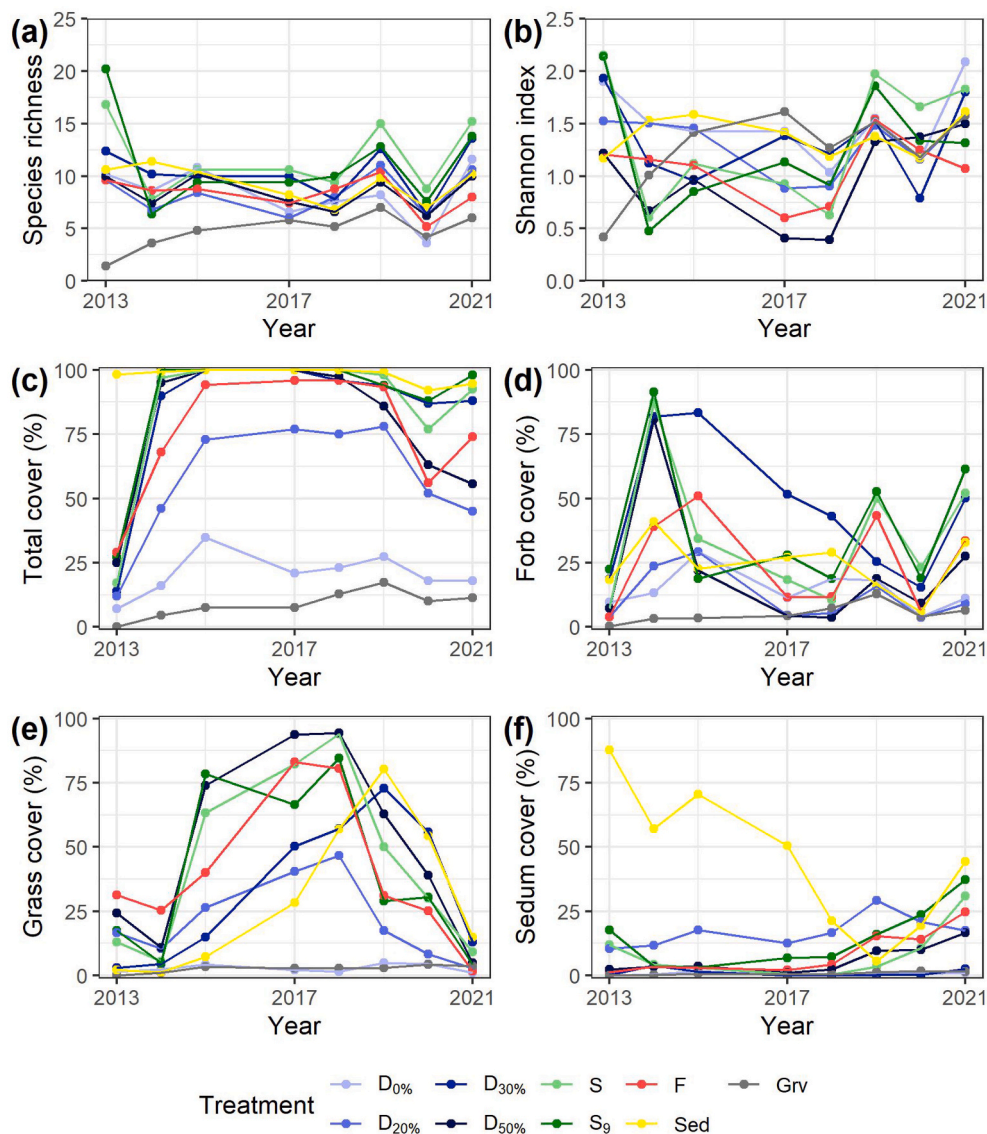 (a)
Species richness
25
20
15
10
5
0
2013 2017 2021
Year
(b)
Shannon index
2.5
2.0
1.5
1.0
0.5
0.0
2013 2017 2021
Year
(c)
Total cover (%)
100
75
50
25
0
2013 2017 2021
Year
(d)
Forb cover (%)
100
75
50
25
0
2013 2017 2021
Year
(e)
Grass cover (%)
100
75
50
25
0
2013 2017 2021
Year
(f)
Sedum cover (%)
100
75
50
25
0
2013 2017 2021
Year
Treatment
D0% D30% S F Grv
D20% D50% S9 Sed